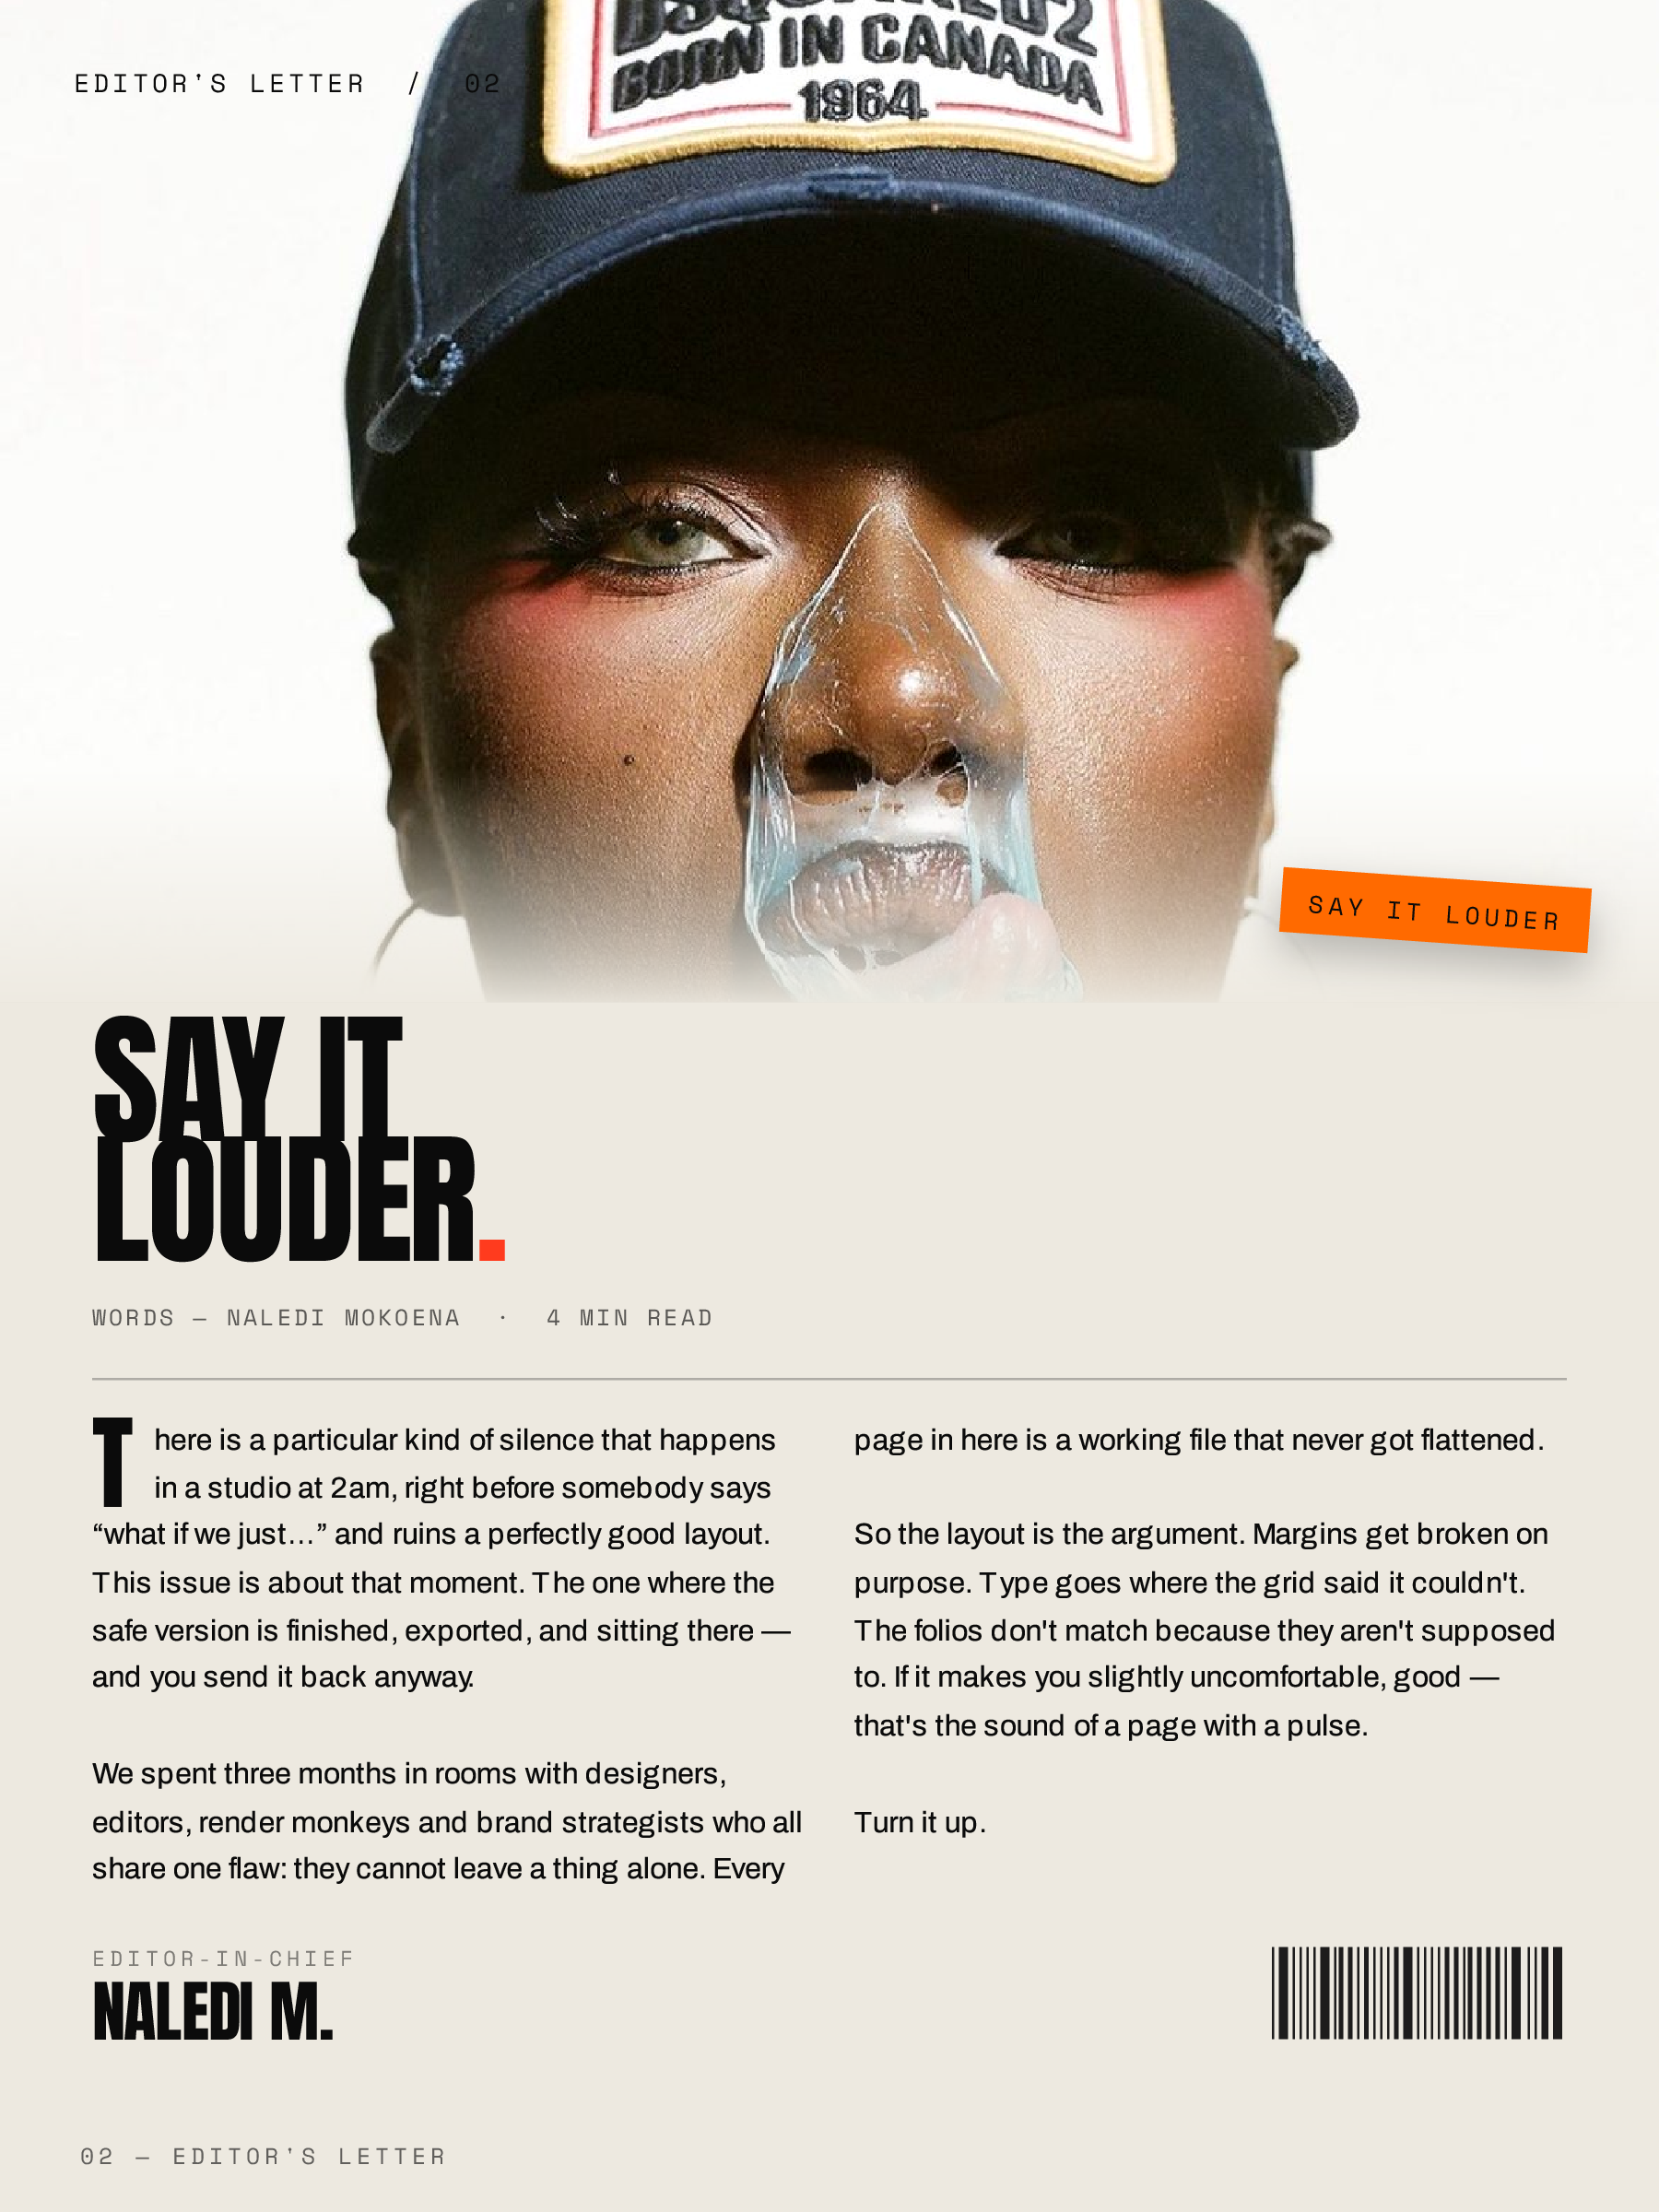 EDITOR'S LETTER / 02
BORN IN CANADA
1964
SAY IT LOUDER
SAY IT
LOUDER.
WORDS — NALEDI MOKOENA · 4 MIN READ
There is a particular kind of silence that happens
in a studio at 2am, right before somebody says
“what if we just…” and ruins a perfectly good layout.
This issue is about that moment. The one where the
safe version is finished, exported, and sitting there —
and you send it back anyway.
We spent three months in rooms with designers,
editors, render monkeys and brand strategists who all
share one flaw: they cannot leave a thing alone. Every
page in here is a working file that never got flattened.
So the layout is the argument. Margins get broken on
purpose. Type goes where the grid said it couldn't.
The folios don't match because they aren't supposed
to. If it makes you slightly uncomfortable, good —
that's the sound of a page with a pulse.
Turn it up.
EDITOR-IN-CHIEF
NALEDI M.
02 — EDITOR'S LETTER